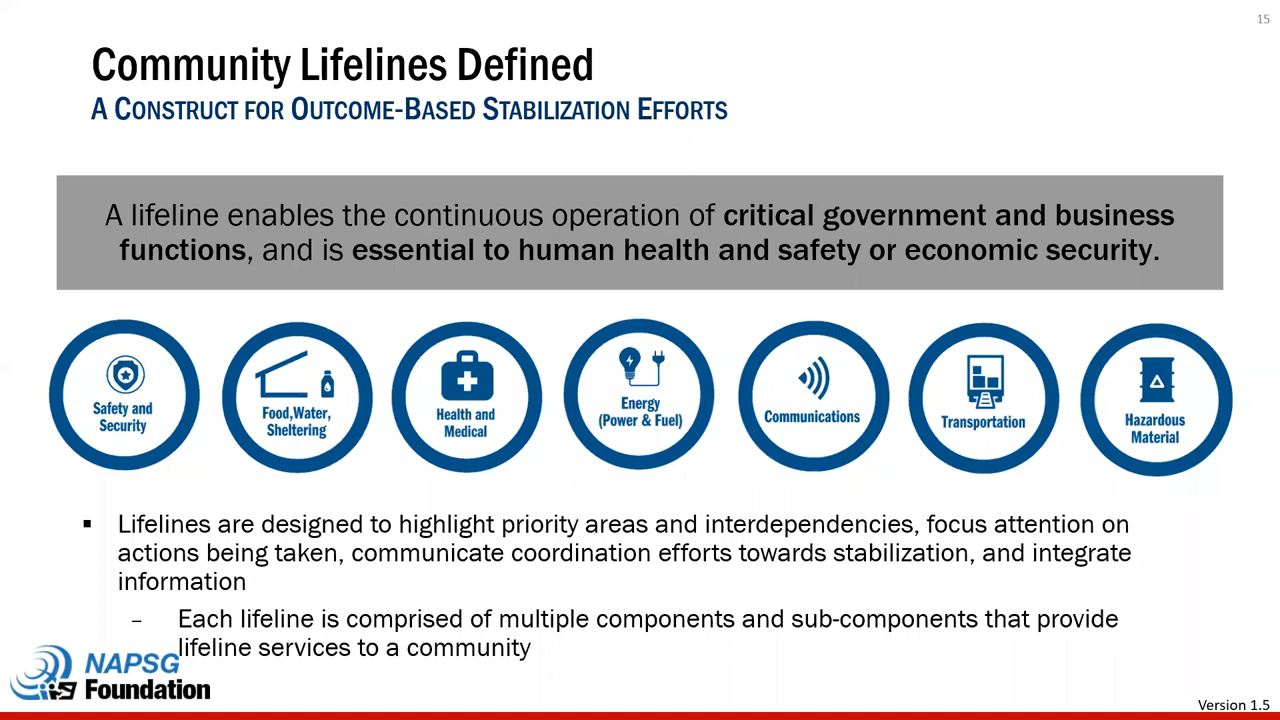 15
Community Lifelines Defined
A Construct for Outcome-Based Stabilization Efforts
A lifeline enables the continuous operation of critical government and business
functions, and is essential to human health and safety or economic security.
Safety and
Security
Food,Water,
Sheltering
Health and
Medical
Energy
(Power & Fuel)
Communications
Transportation
Hazardous
Material
▪ Lifelines are designed to highlight priority areas and interdependencies, focus attention on
actions being taken, communicate coordination efforts towards stabilization, and integrate
information
– Each lifeline is comprised of multiple components and sub-components that provide
lifeline services to a community
NAPSG
Foundation
Version 1.5